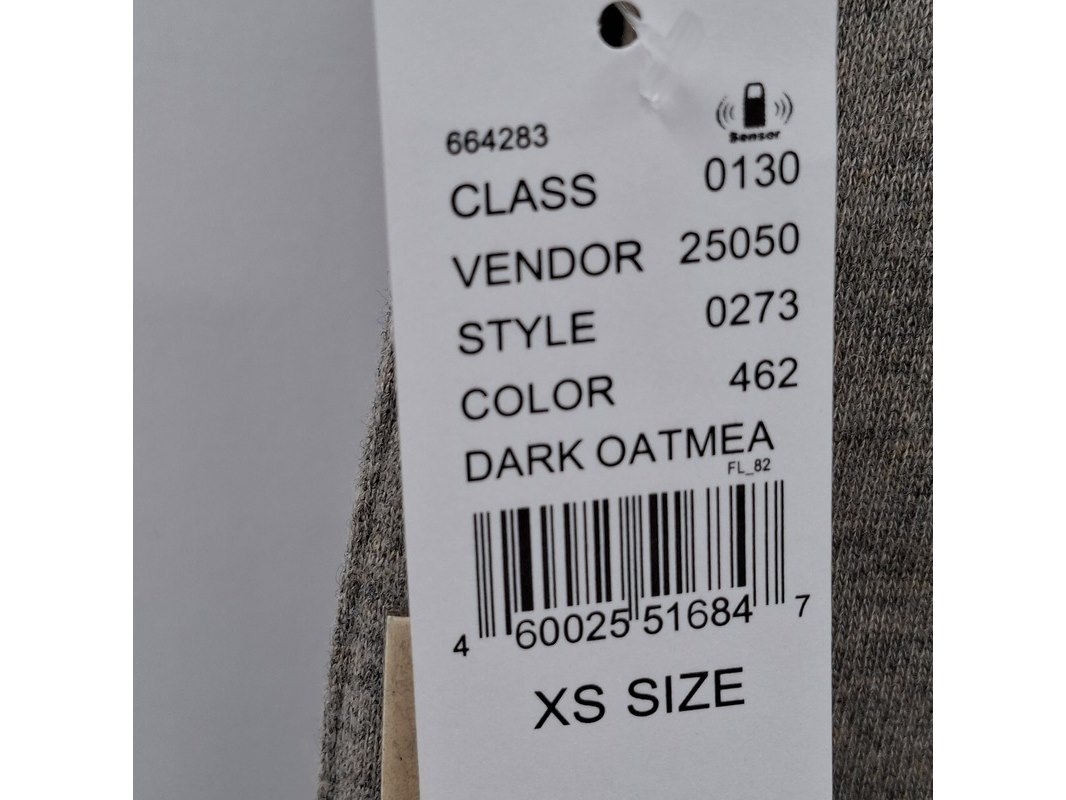 Sensor
664283
CLASS 0130
VENDOR 25050
STYLE 0273
COLOR 462
DARK OATMEA
FL_82
4 60025 51684 7
XS SIZE